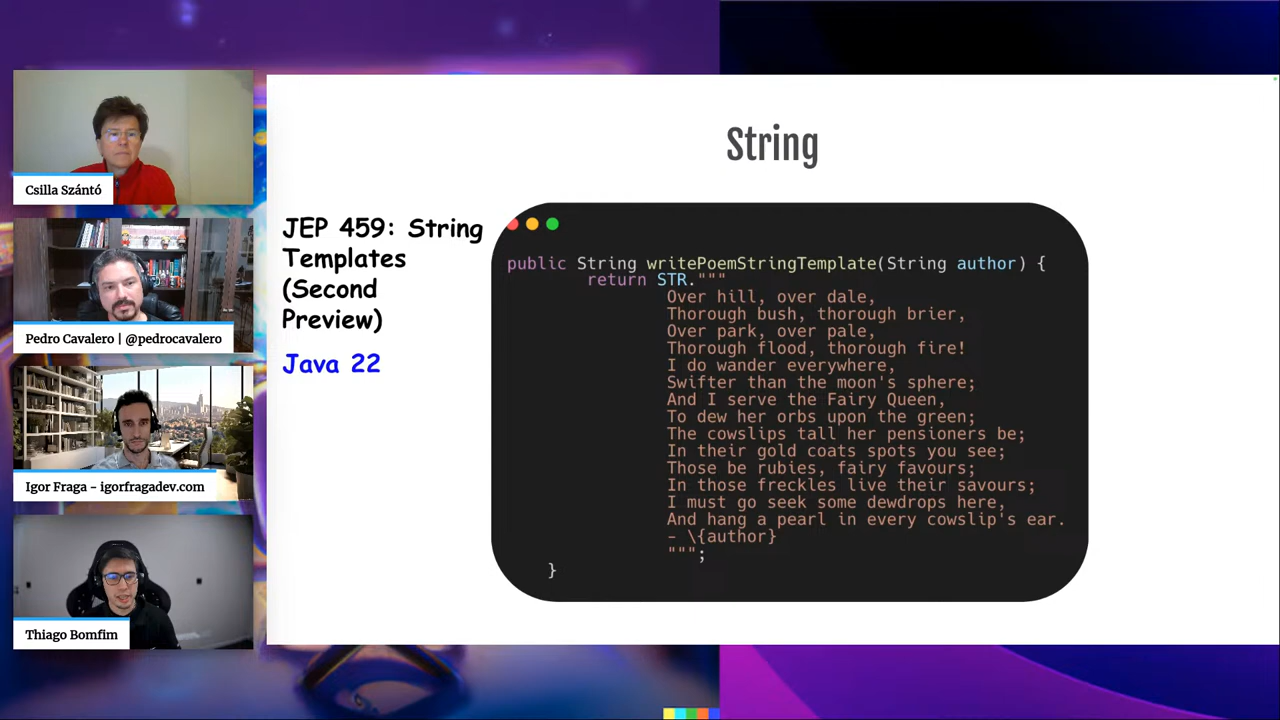 Csilla Szántó
Pedro Cavalero | @pedrocavalero
Igor Fraga - igorfragadev.com
Thiago Bomfim
String
JEP 459: String
Templates
(Second
Preview)
Java 22
public String writePoemStringTemplate(String author) {
return STR."""
Over hill, over dale,
Thorough bush, thorough brier,
Over park, over pale,
Thorough flood, thorough fire!
I do wander everywhere,
Swifter than the moon's sphere;
And I serve the Fairy Queen,
To dew her orbs upon the green;
The cowslips tall her pensioners be;
In their gold coats spots you see;
Those be rubies, fairy favours;
In those freckles live their savours;
I must go seek some dewdrops here,
And hang a pearl in every cowslip's ear.
- \{author}
""";
}